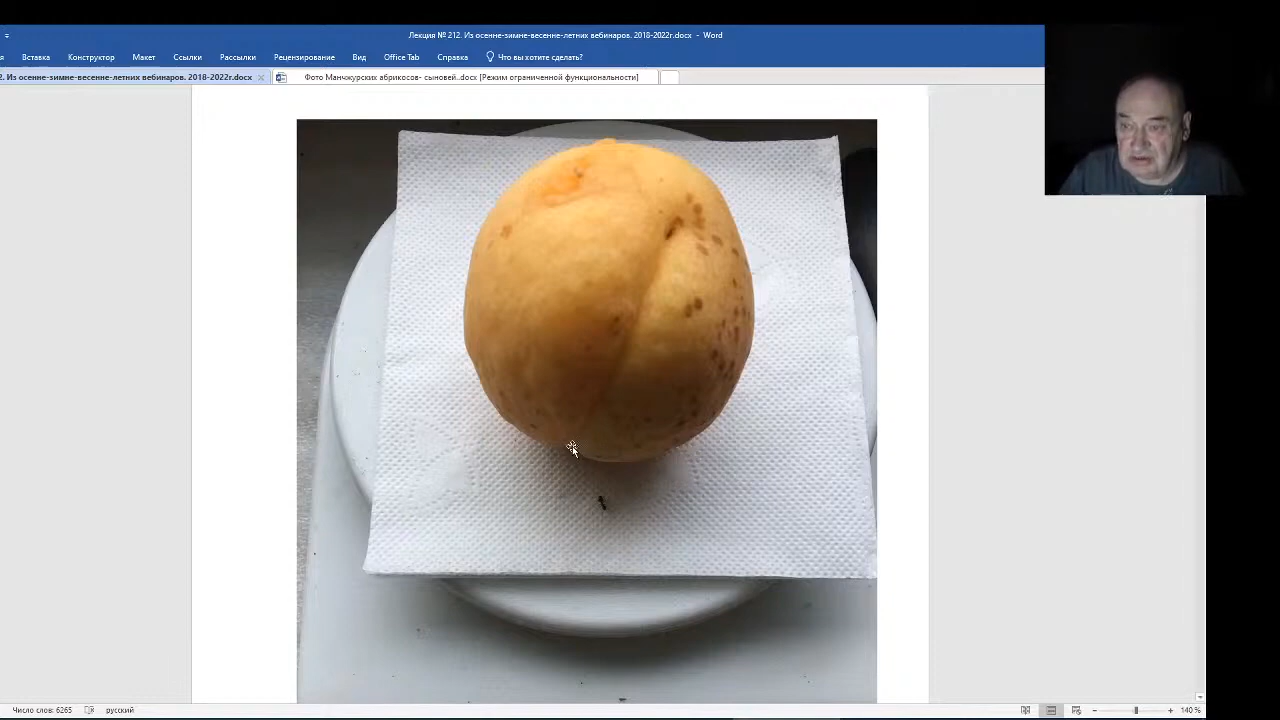 Лекция № 212. Из осенне-зимне-весенне-летних вебинаров. 2018-2022г.docx - Word
Вставка Конструктор Макет Ссылки Рассылки Рецензирование Вид Office Tab Справка Что вы хотите сделать?
2. Из осенне-зимне-весенне-летних вебинаров. 2018-2022г.docx Фото Манчжурских абрикосов- сыновей..docx [Режим ограниченной функциональности]
Число слов: 6265 русский 140 %